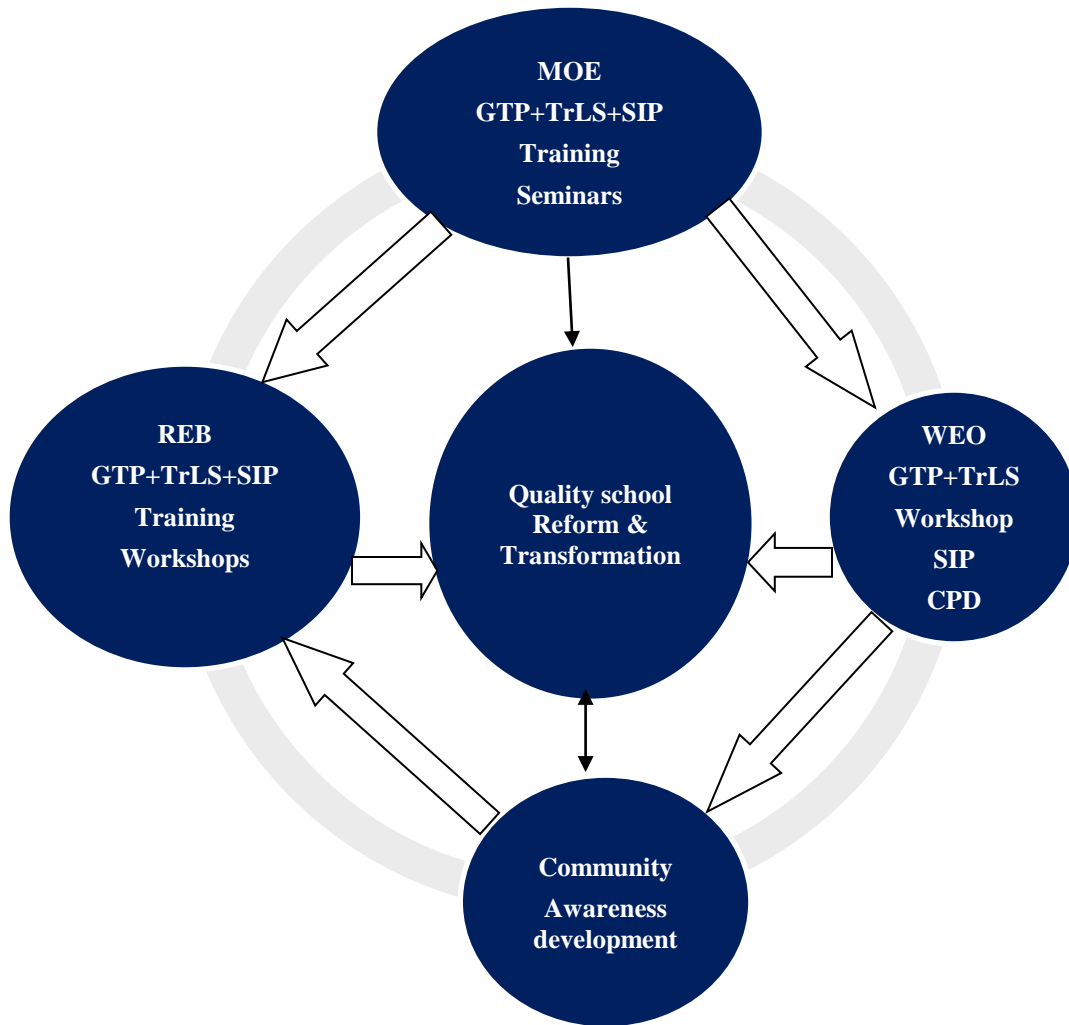 MOE
GTP+TrLS+SIP
Training
Seminars
REB
GTP+TrLS+SIP
Training
Workshops
Quality school
Reform &
Transformation
WEO
GTP+TrLS
Workshop
SIP
CPD
Community
Awareness
development